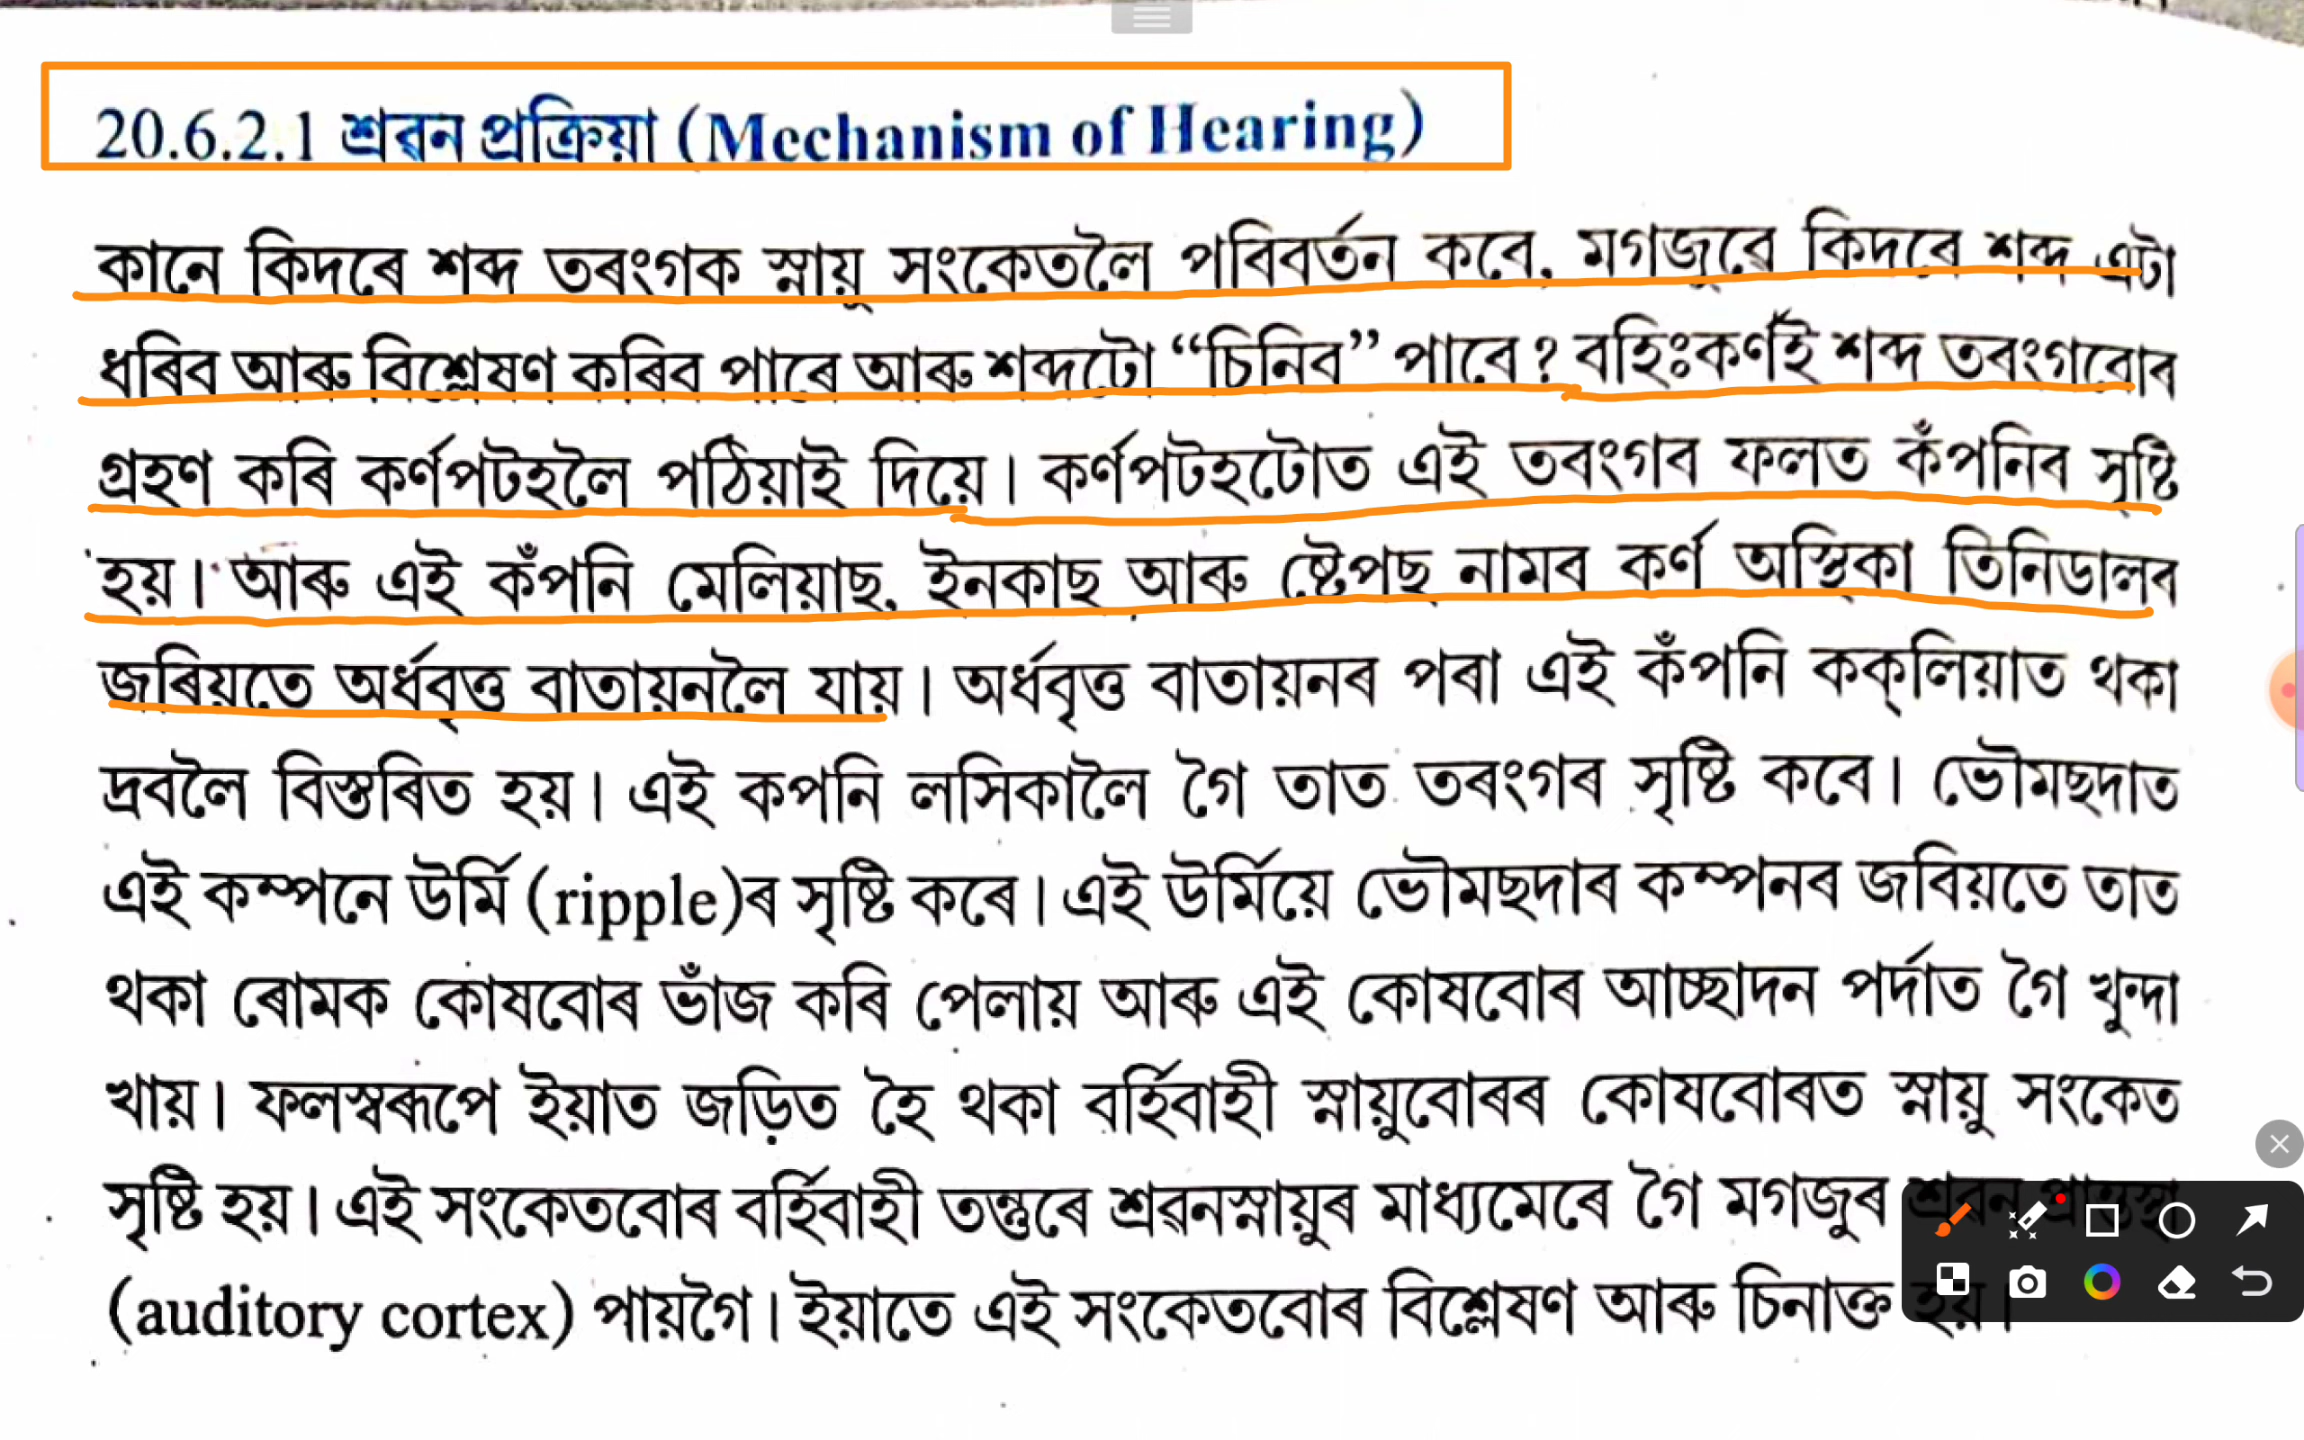 20.6.2.1 শ্ৰৱন প্ৰক্ৰিয়া (Mechanism of Hearing)
কানে কিদৰে শব্দ তৰংগক স্নায়ু সংকেতলৈ পৰিবৰ্তন কৰে, মগজুৱে কিদৰে শব্দ এটা
ধৰিব আৰু বিশ্লেষণ কৰিব পাৰে আৰু শব্দটো “চিনিব” পাৰে? বহিঃকৰ্ণই শব্দ তৰংগবোৰ
গ্ৰহণ কৰি কৰ্ণপটহলৈ পঠিয়াই দিয়ে। কৰ্ণপটহটোত এই তৰংগৰ ফলত কঁপনিৰ সৃষ্টি
হয়। আৰু এই কঁপনি মেলিয়াছ, ইনকাছ আৰু ষ্টেপছ নামৰ কৰ্ণ অস্থিকা তিনিডালৰ
জৰিয়তে অৰ্ধবৃত্ত বাতায়নলৈ যায়। অৰ্ধবৃত্ত বাতায়নৰ পৰা এই কঁপনি কক্‌লিয়াত থকা
দ্ৰবলৈ বিস্তৰিত হয়। এই কপনি লসিকালৈ গৈ তাত তৰংগৰ সৃষ্টি কৰে। ভৌমছদাত
এই কম্পনে উৰ্মি (ripple)ৰ সৃষ্টি কৰে। এই উৰ্মিয়ে ভৌমছদাৰ কম্পনৰ জৰিয়তে তাত
থকা ৰোমক কোষবোৰ ভাঁজ কৰি পেলায় আৰু এই কোষবোৰ আচ্ছাদন পৰ্দাত গৈ খুন্দা
খায়। ফলস্বৰূপে ইয়াত জড়িত হৈ থকা বৰ্হিবাহী স্নায়ুবোৰৰ কোষবোৰত স্নায়ু সংকেত
সৃষ্টি হয়। এই সংকেতবোৰ বৰ্হিবাহী তন্তুৰে শ্ৰৱনস্নায়ুৰ মাধ্যমেৰে গৈ মগজুৰ শ্ৰৱন
(auditory cortex) পায়গৈ। ইয়াতে এই সংকেতবোৰ বিশ্লেষণ আৰু চিনাক্ত হয়।